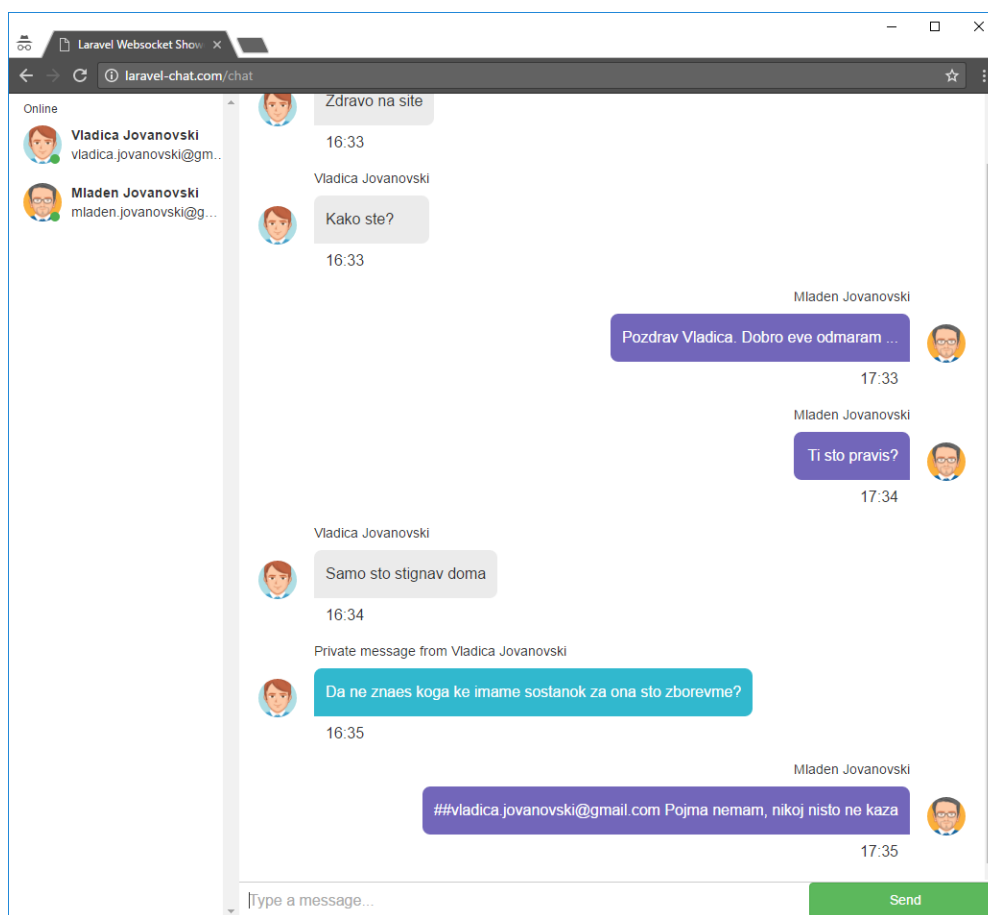 Laravel Websocket Show
laravel-chat.com/chat
Online
Vladica Jovanovski
vladica.jovanovski@gm...
Mladen Jovanovski
mladen.jovanovski@g...
Zdravo na site
16:33
Vladica Jovanovski
Kako ste?
16:33
Mladen Jovanovski
Pozdrav Vladica. Dobro eve odmaram ...
17:33
Mladen Jovanovski
Ti sto pravis?
17:34
Vladica Jovanovski
Samo sto stignav doma
16:34
Private message from Vladica Jovanovski
Da ne znaes koga ke imame sostanok za ona sto zborevme?
16:35
Mladen Jovanovski
##vladica.jovanovski@gmail.com Pojma nemam, nikoj nisto ne kaza
17:35
Type a message...
Send